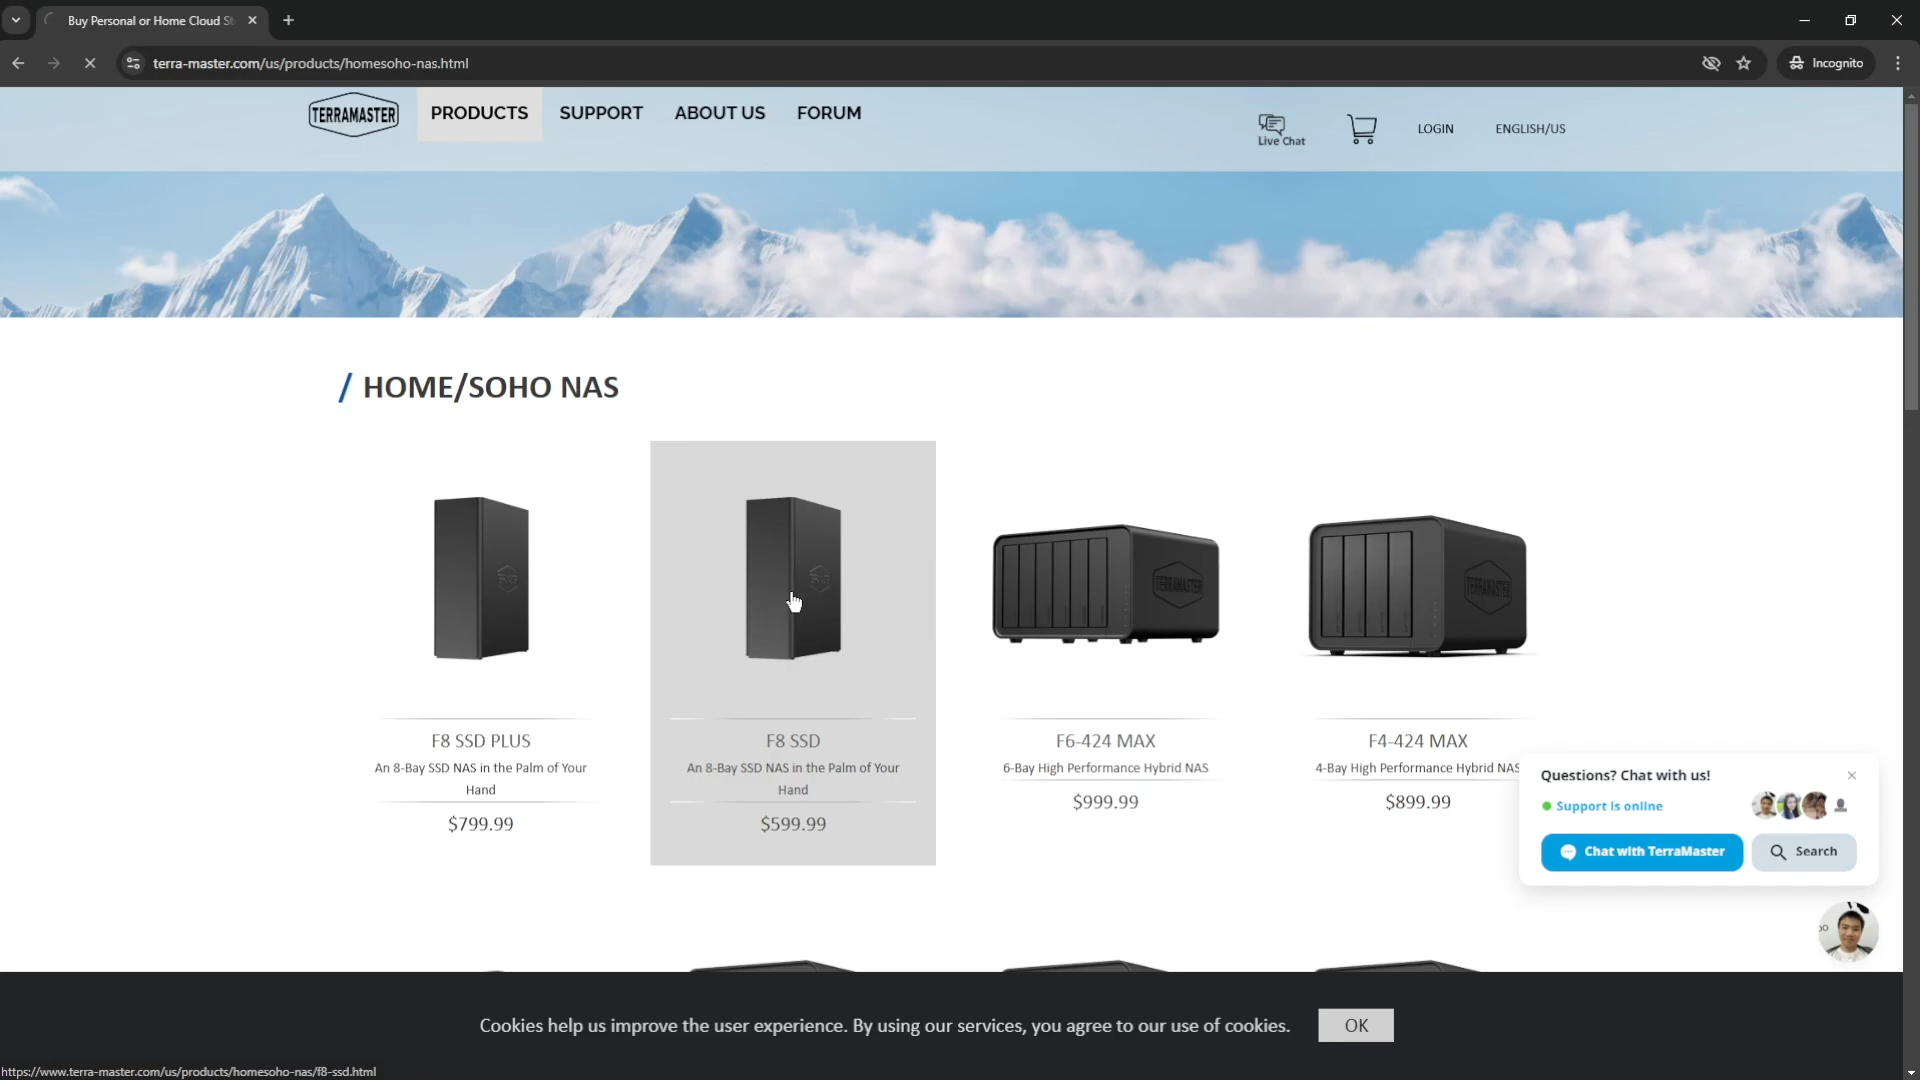 Buy Personal or Home Cloud St
terra-master.com/us/products/homesoho-nas.html
Incognito
TERRAMASTER
PRODUCTS
SUPPORT
ABOUT US
FORUM
Live Chat
LOGIN
ENGLISH/US
/ HOME/SOHO NAS
TERRAMASTER
TERRAMASTER
F8 SSD PLUS
An 8-Bay SSD NAS in the Palm of Your
Hand
$799.99
F8 SSD
An 8-Bay SSD NAS in the Palm of Your
Hand
$599.99
F6-424 MAX
6-Bay High Performance Hybrid NAS
$999.99
F4-424 MAX
4-Bay High Performance Hybrid NAS
$899.99
Questions? Chat with us!
Support is online
Chat with TerraMaster
Search
Cookies help us improve the user experience. By using our services, you agree to our use of cookies.
OK
https://www.terra-master.com/us/products/homesoho-nas/f8-ssd.html